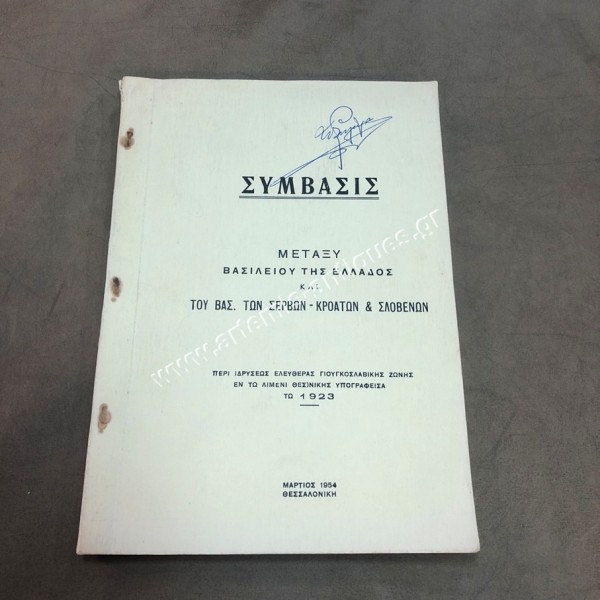 ΣΥΜΒΑΣΙΣ
ΜΕΤΑΞΥ
ΒΑΣΙΛΕΙΟΥ ΤΗΣ ΕΛΛΑΔΟΣ
ΚΑΙ
ΤΟΥ ΒΑΣ. ΤΩΝ ΣΕΡΒΩΝ - ΚΡΟΑΤΩΝ & ΣΛΟΒΕΝΩΝ
ΠΕΡΙ ΙΔΡΥΣΕΩΣ ΕΛΕΥΘΕΡΑΣ ΓΙΟΥΓΚΟΣΛΑΒΙΚΗΣ ΖΩΝΗΣ
ΕΝ ΤΩ ΛΙΜΕΝΙ ΘΕΣ)ΝΙΚΗΣ ΥΠΟΓΡΑΦΕΙΣΑ
ΤΩ 1923
ΜΑΡΤΙΟΣ 1954
ΘΕΣΣΑΛΟΝΙΚΗ